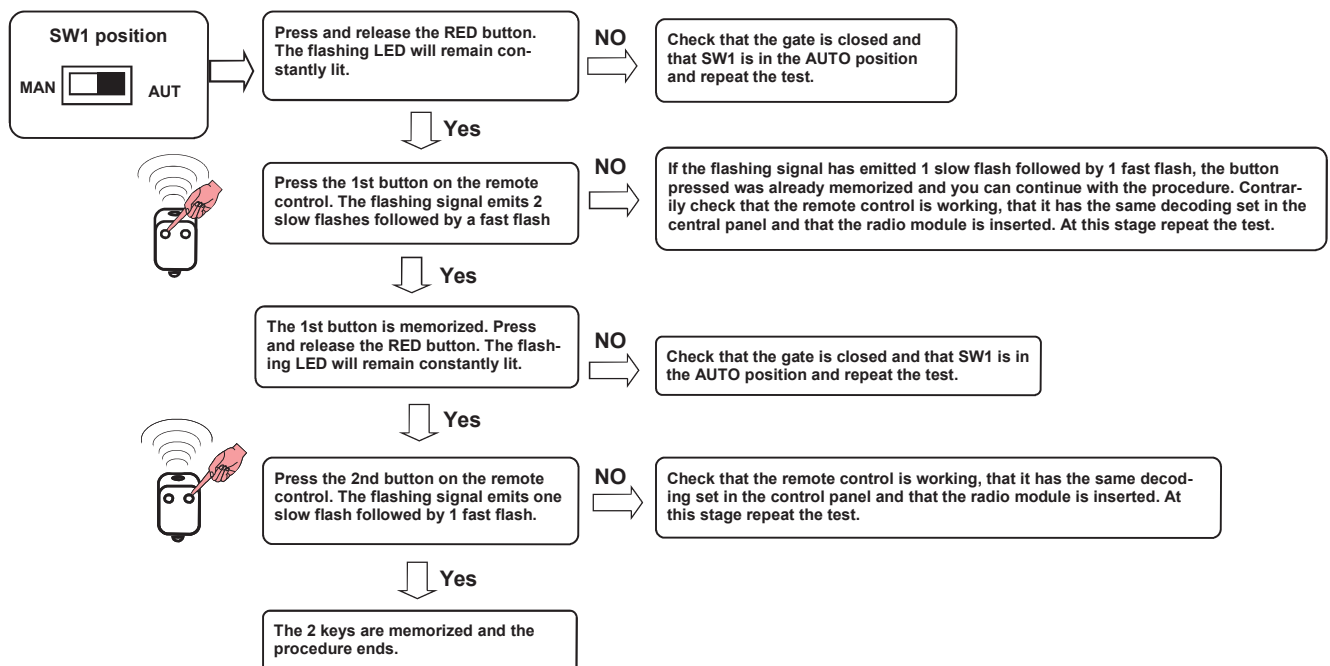 SW1 position
MAN
AUT
Press and release the RED button.
The flashing LED will remain con-
stantly lit.
NO
Check that the gate is closed and
that SW1 is in the AUTO position
and repeat the test.
Yes
Press the 1st button on the remote
control. The flashing signal emits 2
slow flashes followed by a fast flash
NO
If the flashing signal has emitted 1 slow flash followed by 1 fast flash, the button
pressed was already memorized and you can continue with the procedure. Contrar-
ily check that the remote control is working, that it has the same decoding set in the
central panel and that the radio module is inserted. At this stage repeat the test.
Yes
The 1st button is memorized. Press
and release the RED button. The flash-
ing LED will remain constantly lit.
NO
Check that the gate is closed and that SW1 is in
the AUTO position and repeat the test.
Yes
Press the 2nd button on the remote
control. The flashing signal emits one
slow flash followed by 1 fast flash.
NO
Check that the remote control is working, that it has the same decod-
ing set in the control panel and that the radio module is inserted. At
this stage repeat the test.
Yes
The 2 keys are memorized and the
procedure ends.